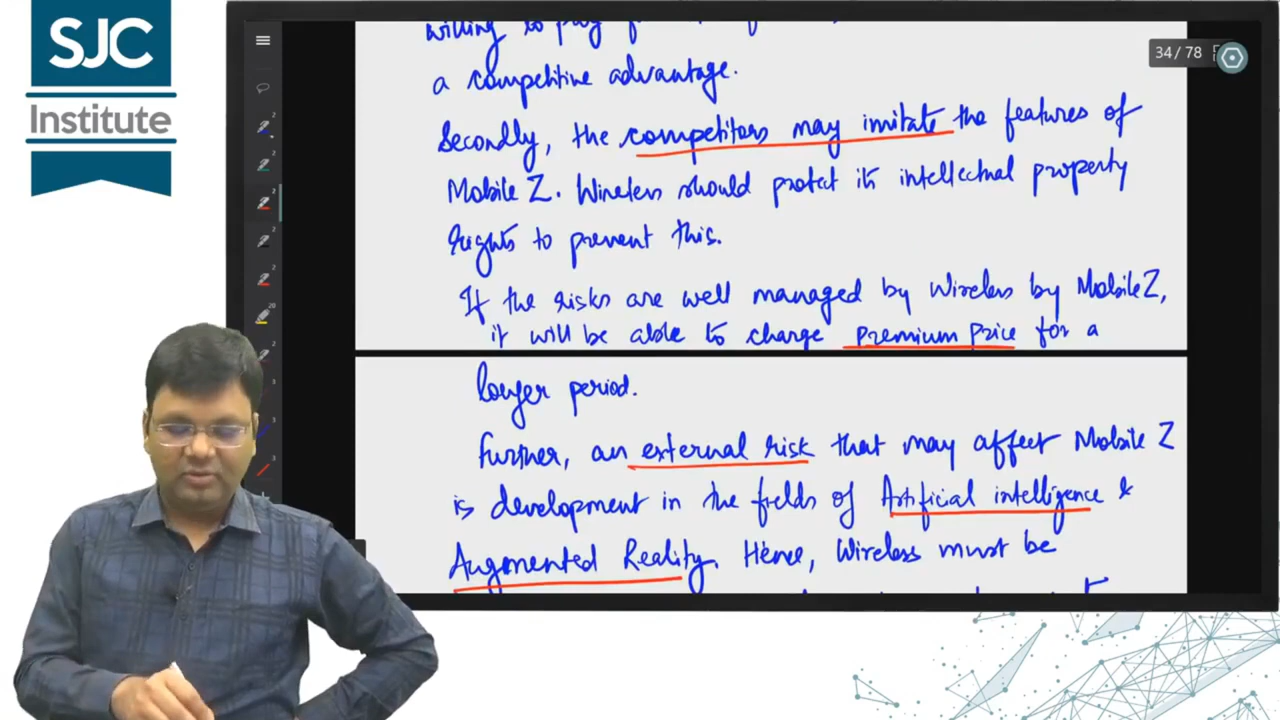 SJC
Institute
34 / 78
willing to pay
a competitive advantage.
Secondly, the competitors may imitate the features of
Mobile Z. Wireless should protect its intellectual property
rights to prevent this.
If the risks are well managed by Wireless by Mobile Z,
it will be able to charge premium price for a
longer period.
Further, an external risk that may affect Mobile Z
is development in the fields of Artificial intelligence &
Augmented Reality. Hence, Wireless must be